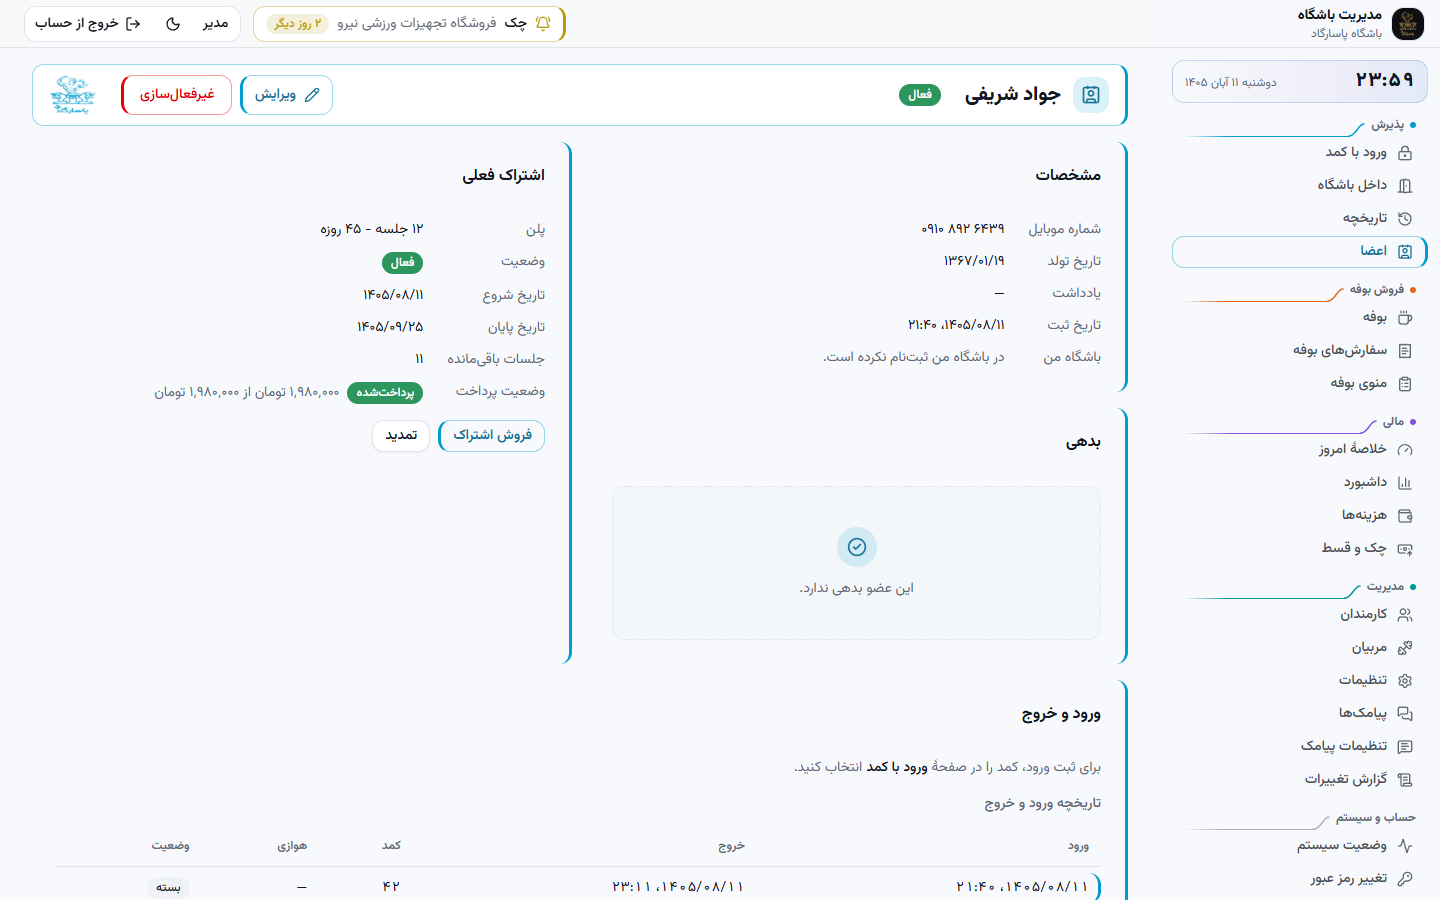 مدیریت باشگاه
باشگاه پاسارگاد
چک فروشگاه تجهیزات ورزشی نیرو ۲ روز دیگر
مدیر
خروج از حساب
۲۳:۵۹
دوشنبه ۱۱ آبان ۱۴۰۵
پذیرش
ورود با کمد
داخل باشگاه
تاریخچه
اعضا
فروش بوفه
بوفه
سفارش‌های بوفه
منوی بوفه
مالی
خلاصهٔ امروز
داشبورد
هزینه‌ها
چک و قسط
مدیریت
کارمندان
مربیان
تنظیمات
پیامک‌ها
تنظیمات پیامک
گزارش تغییرات
حساب و سیستم
وضعیت سیستم
تغییر رمز عبور
جواد شریفی
فعال
ویرایش
غیرفعال‌سازی
پاسارگاد
مشخصات
شماره موبایل ۰۹۱۰ ۸۹۲ ۶۴۳۹
تاریخ تولد ۱۳۶۷/۰۱/۱۹
یادداشت —
تاریخ ثبت ۱۴۰۵/۰۸/۱۱، ۲۱:۴۰
باشگاه من در باشگاه من ثبت‌نام نکرده است.
بدهی
این عضو بدهی ندارد.
اشتراک فعلی
پلن ۱۲ جلسه - ۴۵ روزه
وضعیت فعال
تاریخ شروع ۱۴۰۵/۰۸/۱۱
تاریخ پایان ۱۴۰۵/۰۹/۲۵
جلسات باقی‌مانده ۱۱
وضعیت پرداخت پرداخت‌شده ۱,۹۸۰,۰۰۰ تومان از ۱,۹۸۰,۰۰۰ تومان
فروش اشتراک
تمدید
ورود و خروج
برای ثبت ورود، کمد را در صفحهٔ ورود با کمد انتخاب کنید.
تاریخچه ورود و خروج
ورود خروج کمد هوازی وضعیت
۱۴۰۵/۰۸/۱۱، ۲۱:۴۰ ۱۴۰۵/۰۸/۱۱، ۲۳:۱۱ ۴۲ — بسته